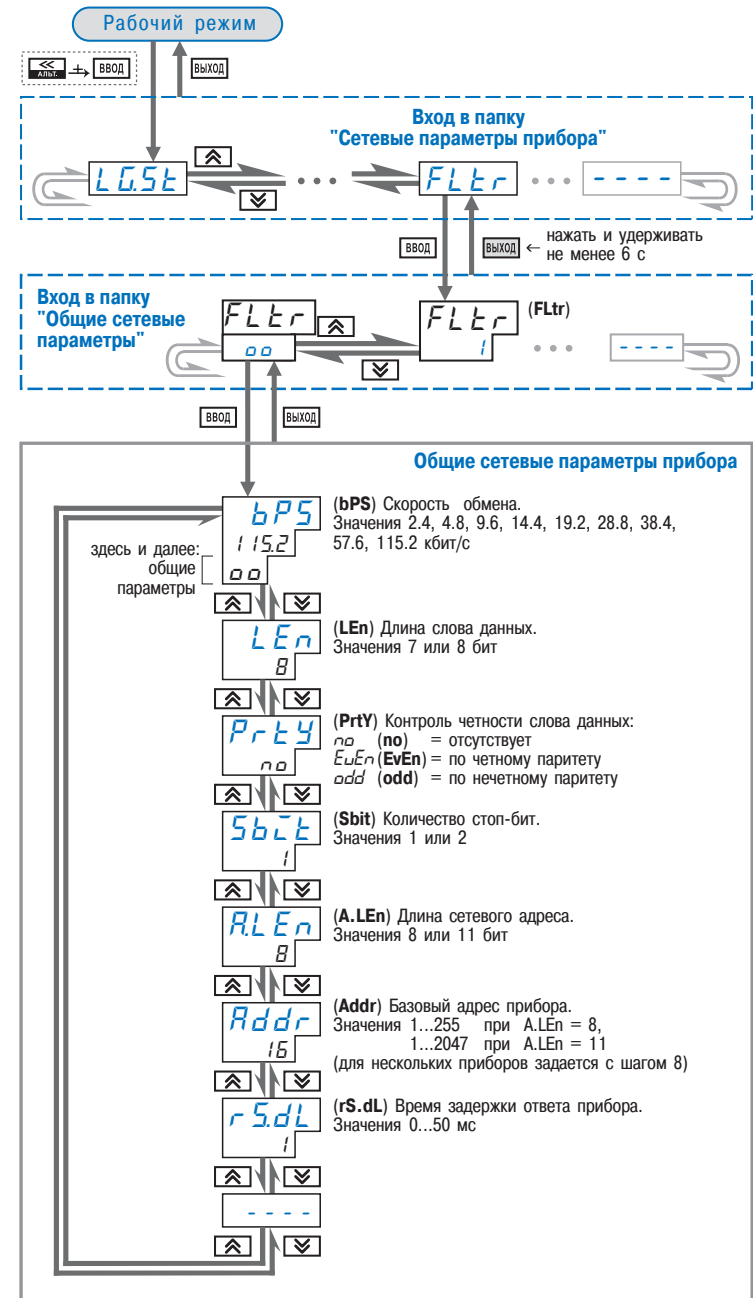 Рабочий режим
≪
АЛЬТ.
ВВОД
ВЫХОД
Вход в папку
"Сетевые параметры прибора"
LG.St
• • •
FLtr
• • •
- - - -
ВВОД
ВЫХОД
← нажать и удерживать
не менее 6 с
Вход в папку
"Общие сетевые
параметры"
FLtr
oo
FLtr
1
(FLtr)
• • •
- - - -
ВВОД
ВЫХОД
Общие сетевые параметры прибора
bPS
115.2
oo
(bPS) Скорость обмена.
Значения 2.4, 4.8, 9.6, 14.4, 19.2, 28.8, 38.4,
57.6, 115.2 кбит/с
здесь и далее:
общие
параметры
LEn
8
(LEn) Длина слова данных.
Значения 7 или 8 бит
PrtY
no
(PrtY) Контроль четности слова данных:
no (no) = отсутствует
EvEn (EvEn) = по четному паритету
odd (odd) = по нечетному паритету
Sbit
1
(Sbit) Количество стоп-бит.
Значения 1 или 2
A.LEn
8
(A.LEn) Длина сетевого адреса.
Значения 8 или 11 бит
Addr
16
(Addr) Базовый адрес прибора.
Значения 1...255 при A.LEn = 8,
1...2047 при A.LEn = 11
(для нескольких приборов задается с шагом 8)
rS.dL
1
(rS.dL) Время задержки ответа прибора.
Значения 0...50 мс
- - - -